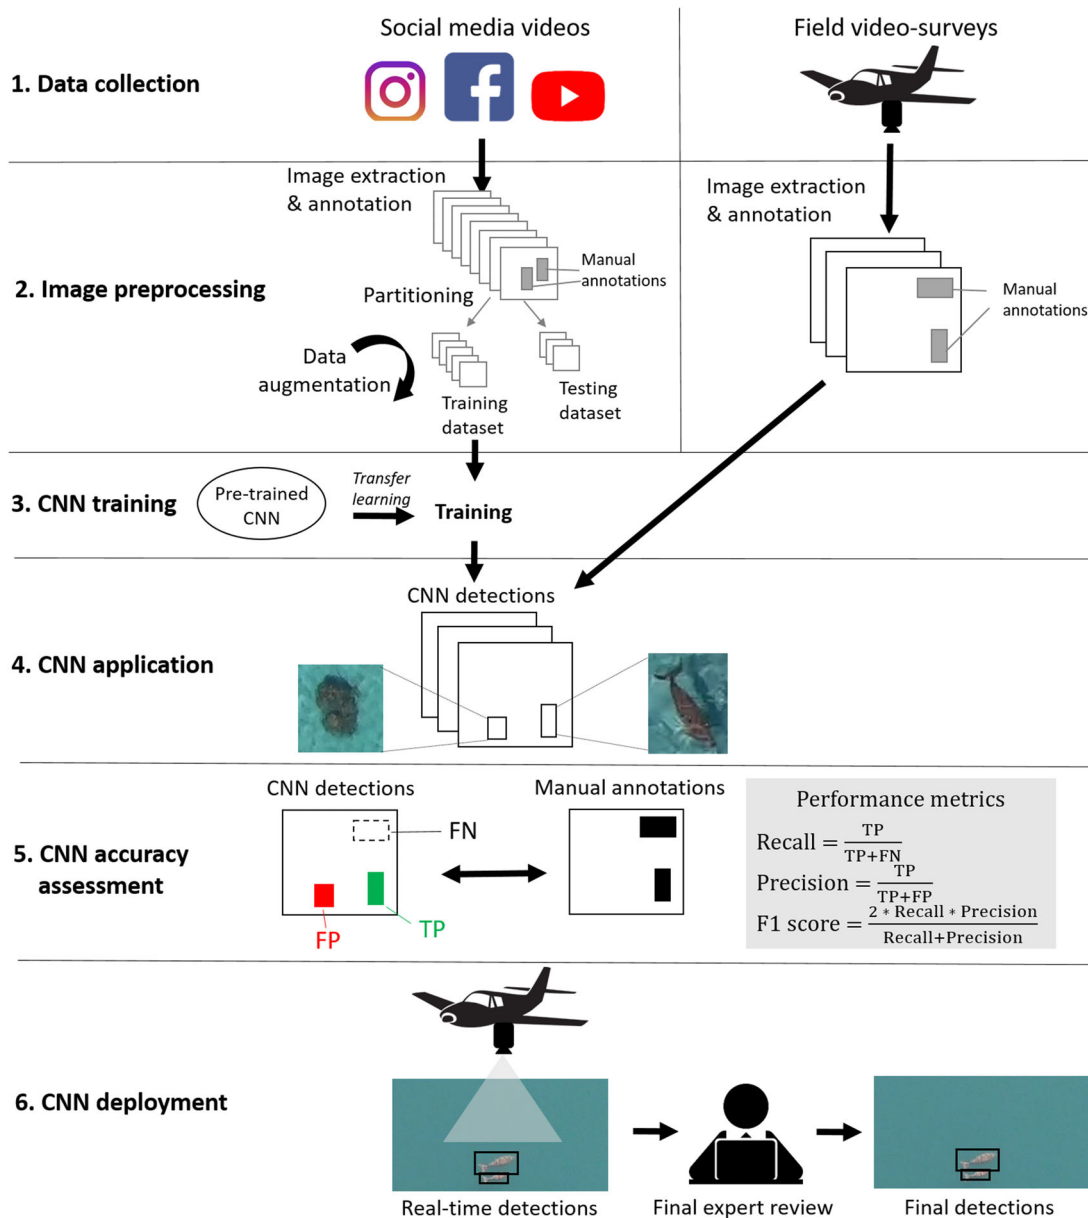 Social media videos
Field video-surveys
1. Data collection
Image extraction
& annotation
Manual
annotations
Partitioning
Image extraction
& annotation
Manual
annotations
2. Image preprocessing
Data
augmentation
Training
dataset
Testing
dataset
3. CNN training
Pre-trained
CNN
Transfer
learning
Training
CNN detections
4. CNN application
CNN detections
Manual annotations
FN
FP
TP
5. CNN accuracy
assessment
Performance metrics
Recall = TP / TP+FN
Precision = TP / TP+FP
F1 score = 2 * Recall * Precision / Recall+Precision
6. CNN deployment
Real-time detections
Final expert review
Final detections